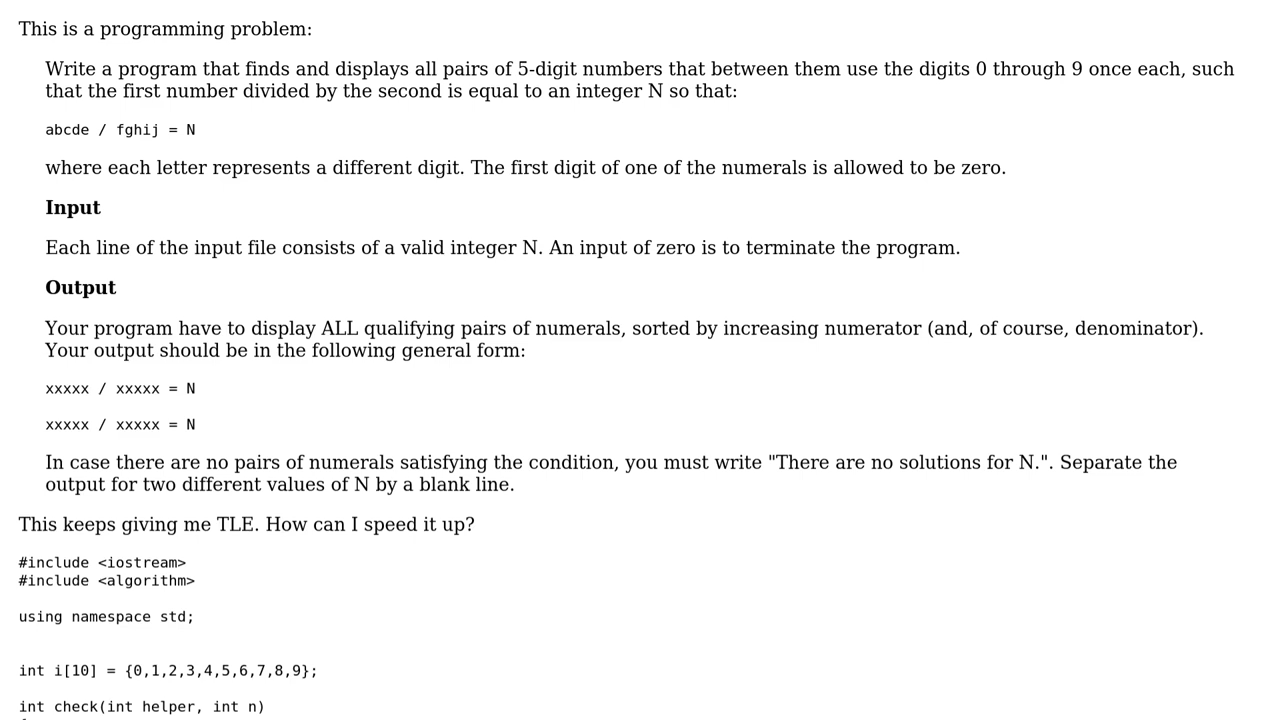 This is a programming problem:
Write a program that finds and displays all pairs of 5-digit numbers that between them use the digits 0 through 9 once each, such
that the first number divided by the second is equal to an integer N so that:
abcde / fghij = N
where each letter represents a different digit. The first digit of one of the numerals is allowed to be zero.
Input
Each line of the input file consists of a valid integer N. An input of zero is to terminate the program.
Output
Your program have to display ALL qualifying pairs of numerals, sorted by increasing numerator (and, of course, denominator).
Your output should be in the following general form:
xxxxx / xxxxx = N
xxxxx / xxxxx = N
In case there are no pairs of numerals satisfying the condition, you must write "There are no solutions for N.". Separate the
output for two different values of N by a blank line.
This keeps giving me TLE. How can I speed it up?
#include <iostream>
#include <algorithm>
using namespace std;
int i[10] = {0,1,2,3,4,5,6,7,8,9};
int check(int helper, int n)